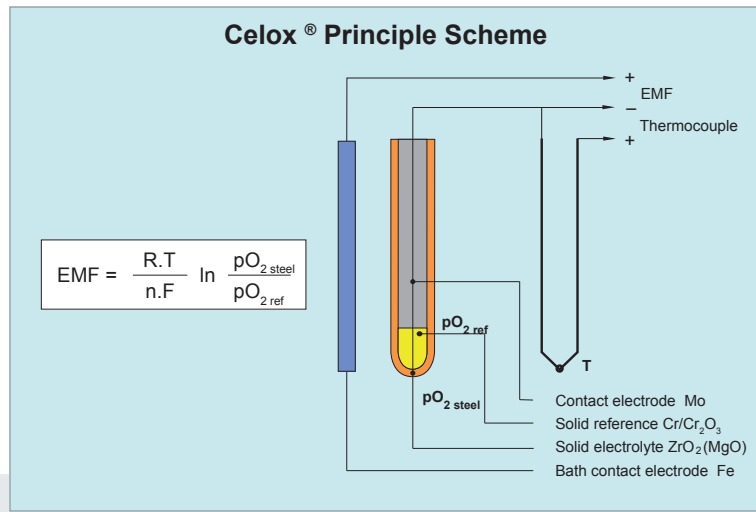 Celox ® Principle Scheme
+
EMF
−
Thermocouple
+
EMF = R.T / n.F ln pO2 steel / pO2 ref
pO2 ref
T
pO2 steel
Contact electrode Mo
Solid reference Cr/Cr2O3
Solid electrolyte ZrO2(MgO)
Bath contact electrode Fe